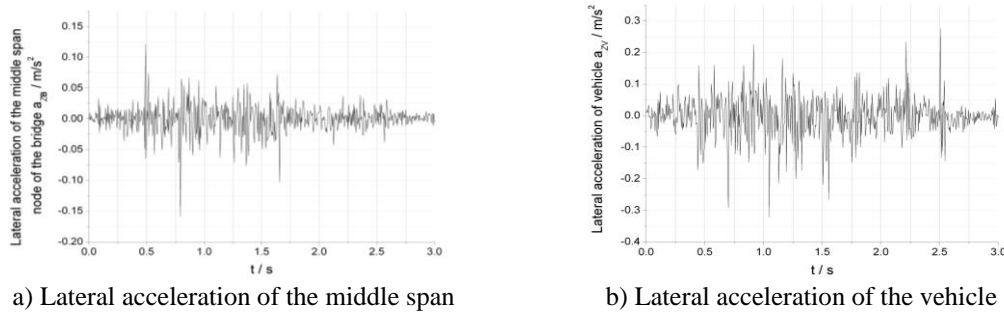 Lateral acceleration of the middle span
node of the bridge a_ZB / m/s²
0.15
0.10
0.05
0.00
-0.05
-0.10
-0.15
-0.20
0.0 0.5 1.0 1.5 2.0 2.5 3.0
t / s
a) Lateral acceleration of the middle span
Lateral acceleration of vehicle a_ZV / m/s²
0.3
0.2
0.1
0.0
-0.1
-0.2
-0.3
-0.4
0.0 0.5 1.0 1.5 2.0 2.5 3.0
t / s
b) Lateral acceleration of the vehicle